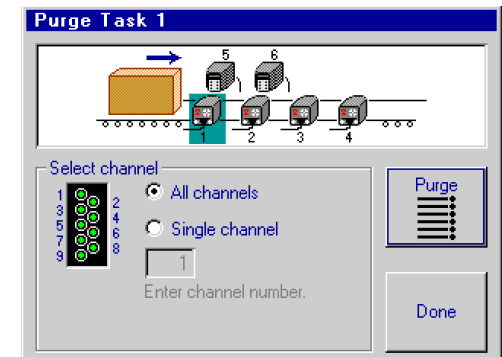 Purge Task 1
5 6
1 2 3 4
Select channel
1
2
3
4
5
6
7
8
9
All channels
Single channel
1
Enter channel number.
Purge
Done